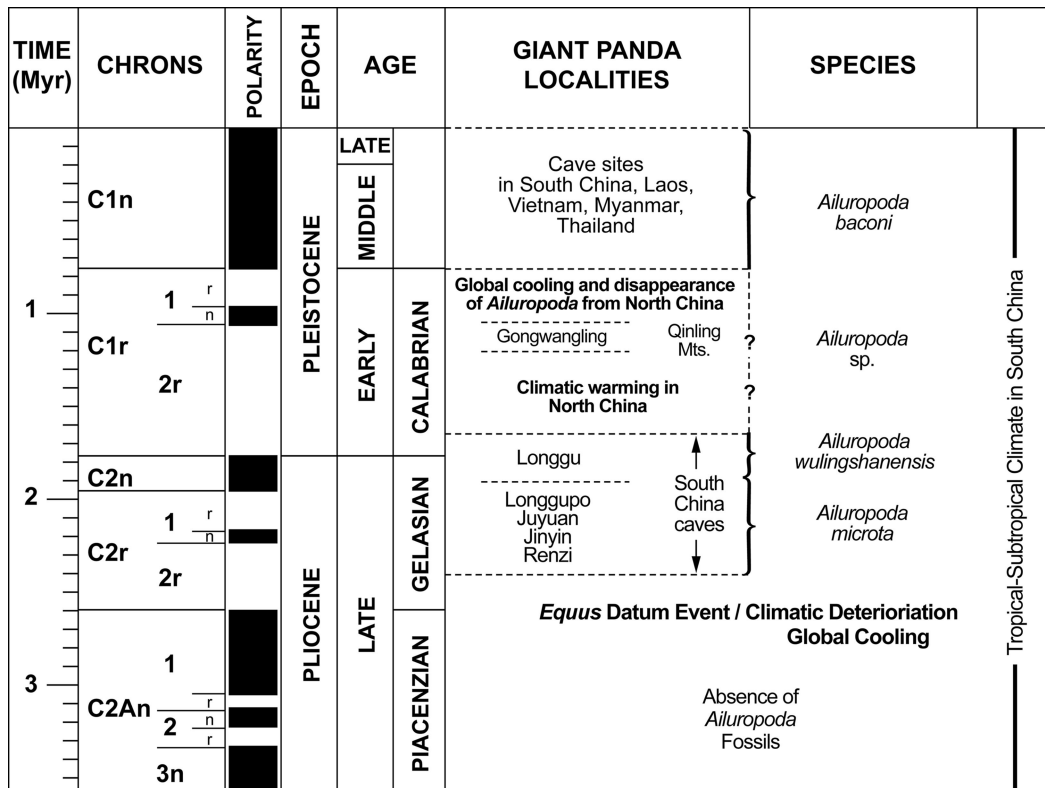 TIME
(Myr)
CHRONS
POLARITY
EPOCH
AGE
GIANT PANDA
LOCALITIES
SPECIES
1
2
3
C1n
C1r
1
r
n
2r
C2n
C2r
1
r
n
2r
C2An
1
r
2
n
r
3n
PLEISTOCENE
PLIOCENE
LATE
MIDDLE
EARLY
LATE
CALABRIAN
GELASIAN
PIACENZIAN
Cave sites
in South China, Laos,
Vietnam, Myanmar,
Thailand
Ailuropoda
baconi
Global cooling and disappearance
of Ailuropoda from North China
Gongwangling
Qinling
Mts.
?
Ailuropoda
sp.
Climatic warming in
North China
?
Longgu
Ailuropoda
wulingshanensis
Longgupo
Juyuan
Jinyin
Renzi
South
China
caves
Ailuropoda
microta
Equus Datum Event / Climatic Deterioriation
Global Cooling
Absence of
Ailuropoda
Fossils
Tropical-Subtropical Climate in South China